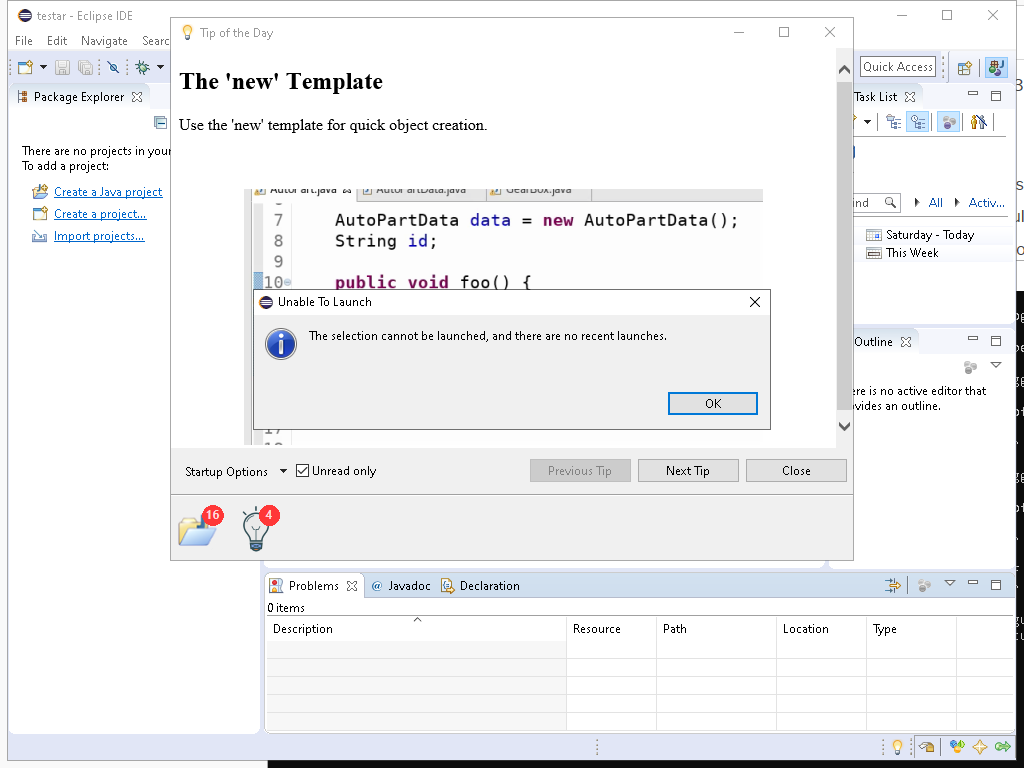 testar - Eclipse IDE
File Edit Navigate Searc
Tip of the Day
The 'new' Template
Use the 'new' template for quick object creation.
AutoPart.java AutoPartData.java GearBox.java
7 AutoPartData data = new AutoPartData();
8 String id;
9
10 public void foo() {
17
Unable To Launch
The selection cannot be launched, and there are no recent launches.
OK
Startup Options Unread only Previous Tip Next Tip Close
16 4
Quick Access
Package Explorer
There are no projects in your
To add a project:
Create a Java project
Create a project...
Import projects...
Task List
ind All Activ...
Saturday - Today
This Week
Outline
ere is no active editor that
vides an outline.
Problems @ Javadoc Declaration
0 items
Description Resource Path Location Type